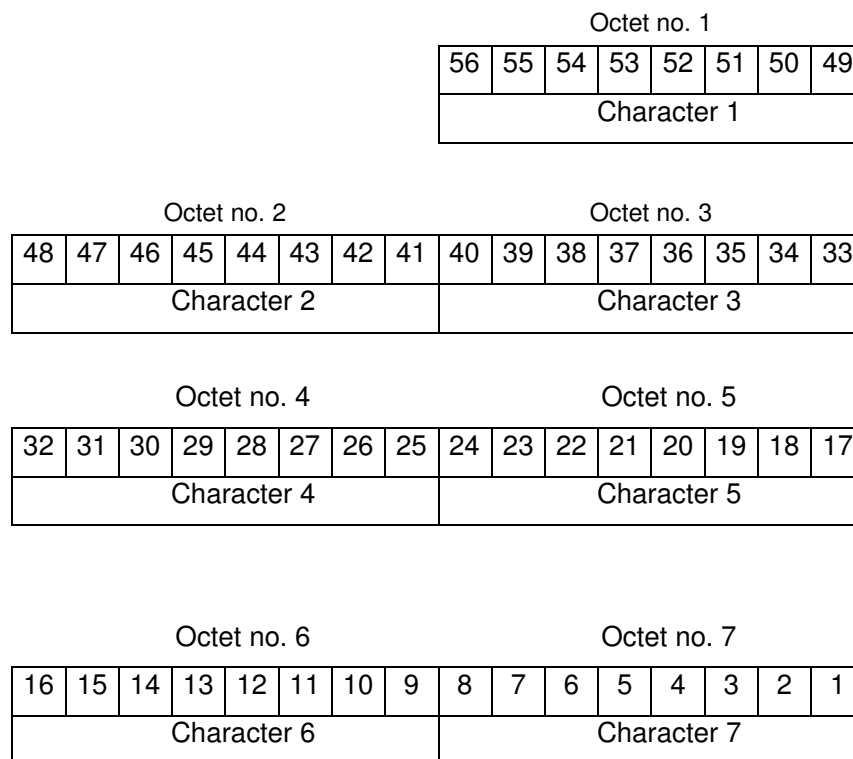 Octet no. 1
56 55 54 53 52 51 50 49
Character 1
Octet no. 2 Octet no. 3
48 47 46 45 44 43 42 41 40 39 38 37 36 35 34 33
Character 2 Character 3
Octet no. 4 Octet no. 5
32 31 30 29 28 27 26 25 24 23 22 21 20 19 18 17
Character 4 Character 5
Octet no. 6 Octet no. 7
16 15 14 13 12 11 10 9 8 7 6 5 4 3 2 1
Character 6 Character 7